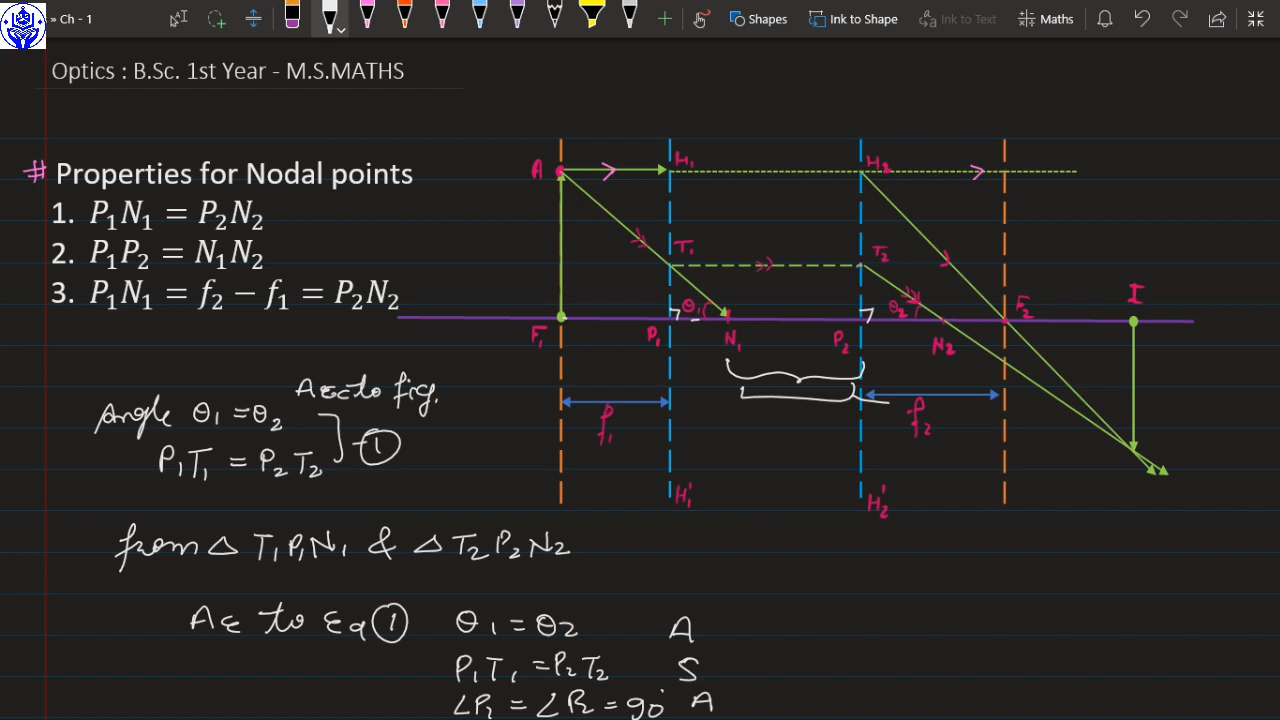 » Ch - 1
Shapes
Ink to Shape
Ink to Text
Maths
Optics : B.Sc. 1st Year - M.S.MATHS
# Properties for Nodal points
1. P₁N₁ = P₂N₂
2. P₁P₂ = N₁N₂
3. P₁N₁ = f₂ − f₁ = P₂N₂
A H₁ H₂
T₁ T₂
θ₁ θ₂ F₂ I
F₁ P₁ N₁ P₂ N₂
f₁ f₂
H₁' H₂'
Acc to fig.
Angle θ₁ = θ₂
P₁T₁ = P₂T₂ —①
from △ T₁P₁N₁ & △ T₂P₂N₂
Ac to Eq ① θ₁ = θ₂ A
P₁T₁ = P₂T₂ S
∠P₁ = ∠P₂ = 90° A